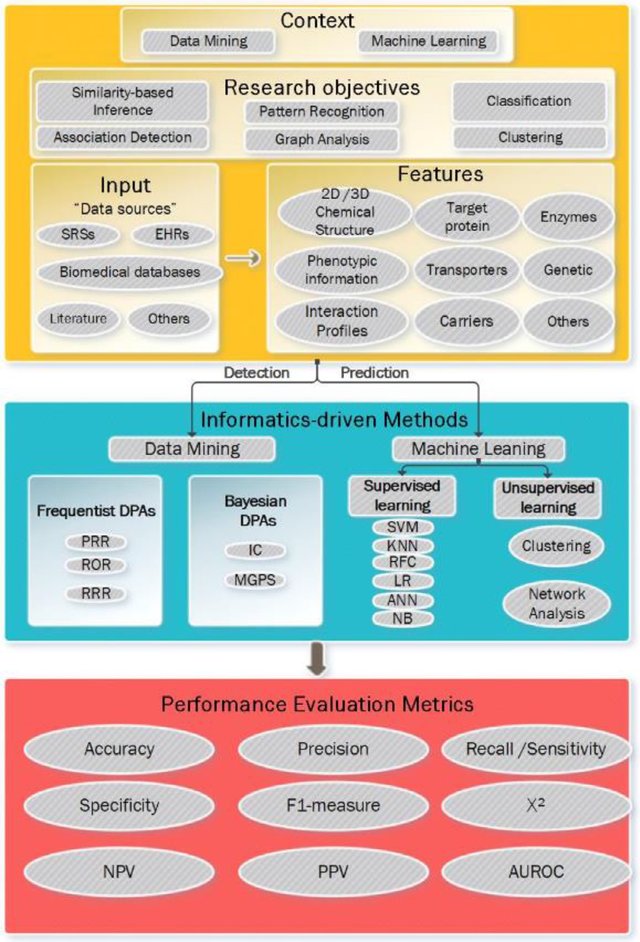 Context
Data Mining
Machine Learning
Research objectives
Similarity-based
Inference
Pattern Recognition
Classification
Association Detection
Graph Analysis
Clustering
Input
"Data sources"
SRSs
EHRs
Biomedical databases
Literature
Others
Features
2D /3D
Chemical
Structure
Target
protein
Enzymes
Phenotypic
information
Transporters
Genetic
Interaction
Profiles
Carriers
Others
Detection
Prediction
Informatics-driven Methods
Data Mining
Machine Leaning
Frequentist DPAs
PRR
ROR
RRR
Bayesian
DPAs
IC
MGPS
Supervised
learning
SVM
KNN
RFC
LR
ANN
NB
Unsupervised
learning
Clustering
Network
Analysis
Performance Evaluation Metrics
Accuracy
Precision
Recall /Sensitivity
Specificity
F1-measure
X²
NPV
PPV
AUROC